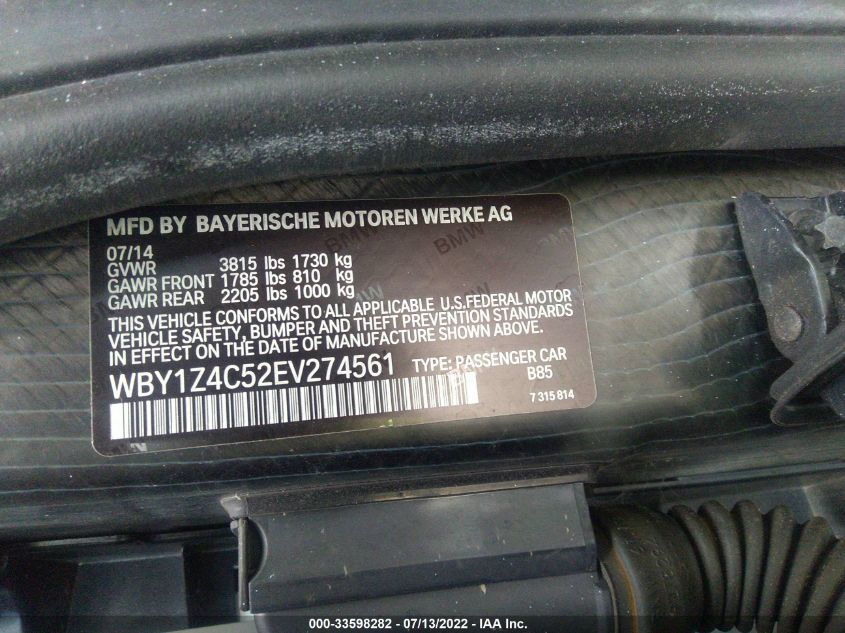 MFD BY BAYERISCHE MOTOREN WERKE AG
07/14
GVWR 3815 lbs 1730 kg
GAWR FRONT 1785 lbs 810 kg
GAWR REAR 2205 lbs 1000 kg
THIS VEHICLE CONFORMS TO ALL APPLICABLE U.S.FEDERAL MOTOR
VEHICLE SAFETY, BUMPER AND THEFT PREVENTION STANDARDS
IN EFFECT ON THE DATE OF MANUFACTURE SHOWN ABOVE.
WBY1Z4C52EV274561 TYPE: PASSENGER CAR
B85
7 315 814
BMW
BMW
000-33598282 - 07/13/2022 - IAA Inc.